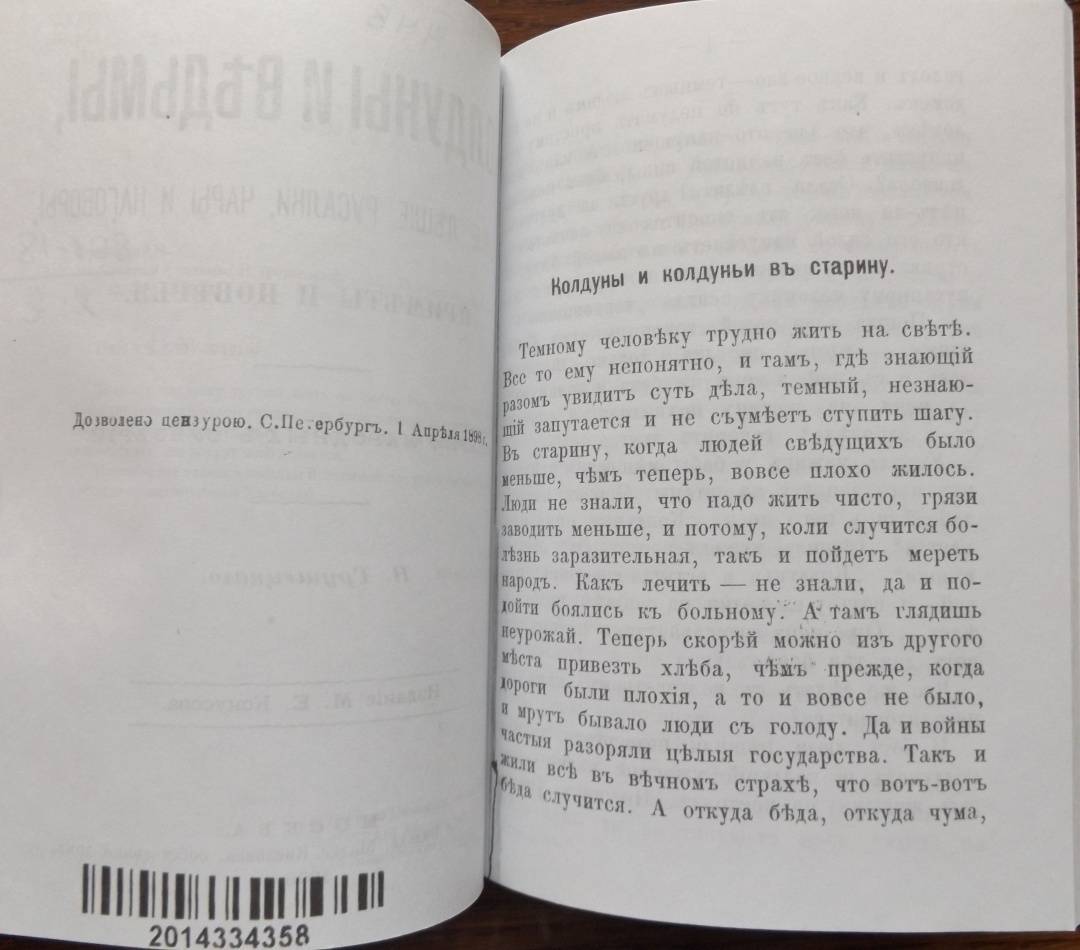 Дозволено цензурою. С.Петербургъ. 1 Апрѣля 1898 г.
2014334358
Колдуны и колдуньи въ старину.
Темному человѣку трудно жить на свѣтѣ.
Все то ему непонятно, и тамъ, гдѣ знающій
разомъ увидитъ суть дѣла, темный, незнаю-
щій запутается и не съумѣетъ ступить шагу.
Въ старину, когда людей свѣдущихъ было
меньше, чѣмъ теперь, вовсе плохо жилось.
Люди не знали, что надо жить чисто, грязи
заводить меньше, и потому, коли случится бо-
лѣзнь заразительная, такъ и пойдетъ мереть
народъ. Какъ лечить — не знали, да и по-
дойти боялись къ больному. А тамъ глядишь
неурожай. Теперь скорѣй можно изъ другого
мѣста привезть хлѣба, чѣмъ прежде, когда
дороги были плохія, а то и вовсе не было,
и мрутъ бывало люди съ голоду. Да и войны
частыя разоряли цѣлыя государства. Такъ и
жили всѣ въ вѣчномъ страхѣ, что вотъ-вотъ
бѣда случится. А откуда бѣда, откуда чума,